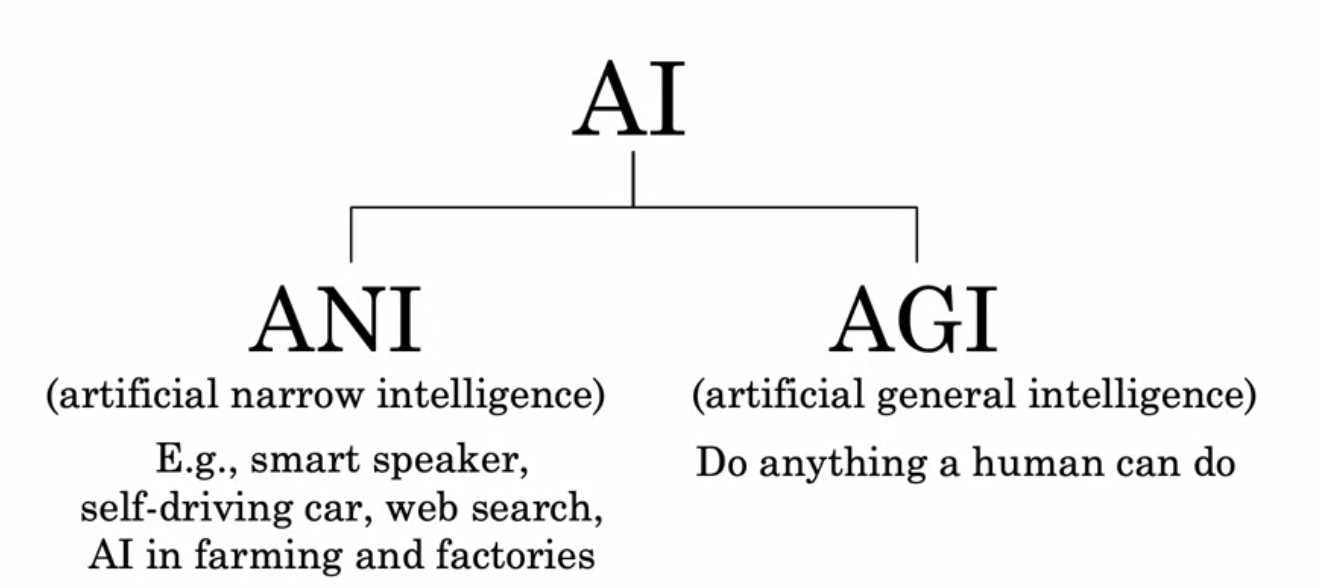 AI
ANI
(artificial narrow intelligence)
E.g., smart speaker,
self-driving car, web search,
AI in farming and factories
AGI
(artificial general intelligence)
Do anything a human can do